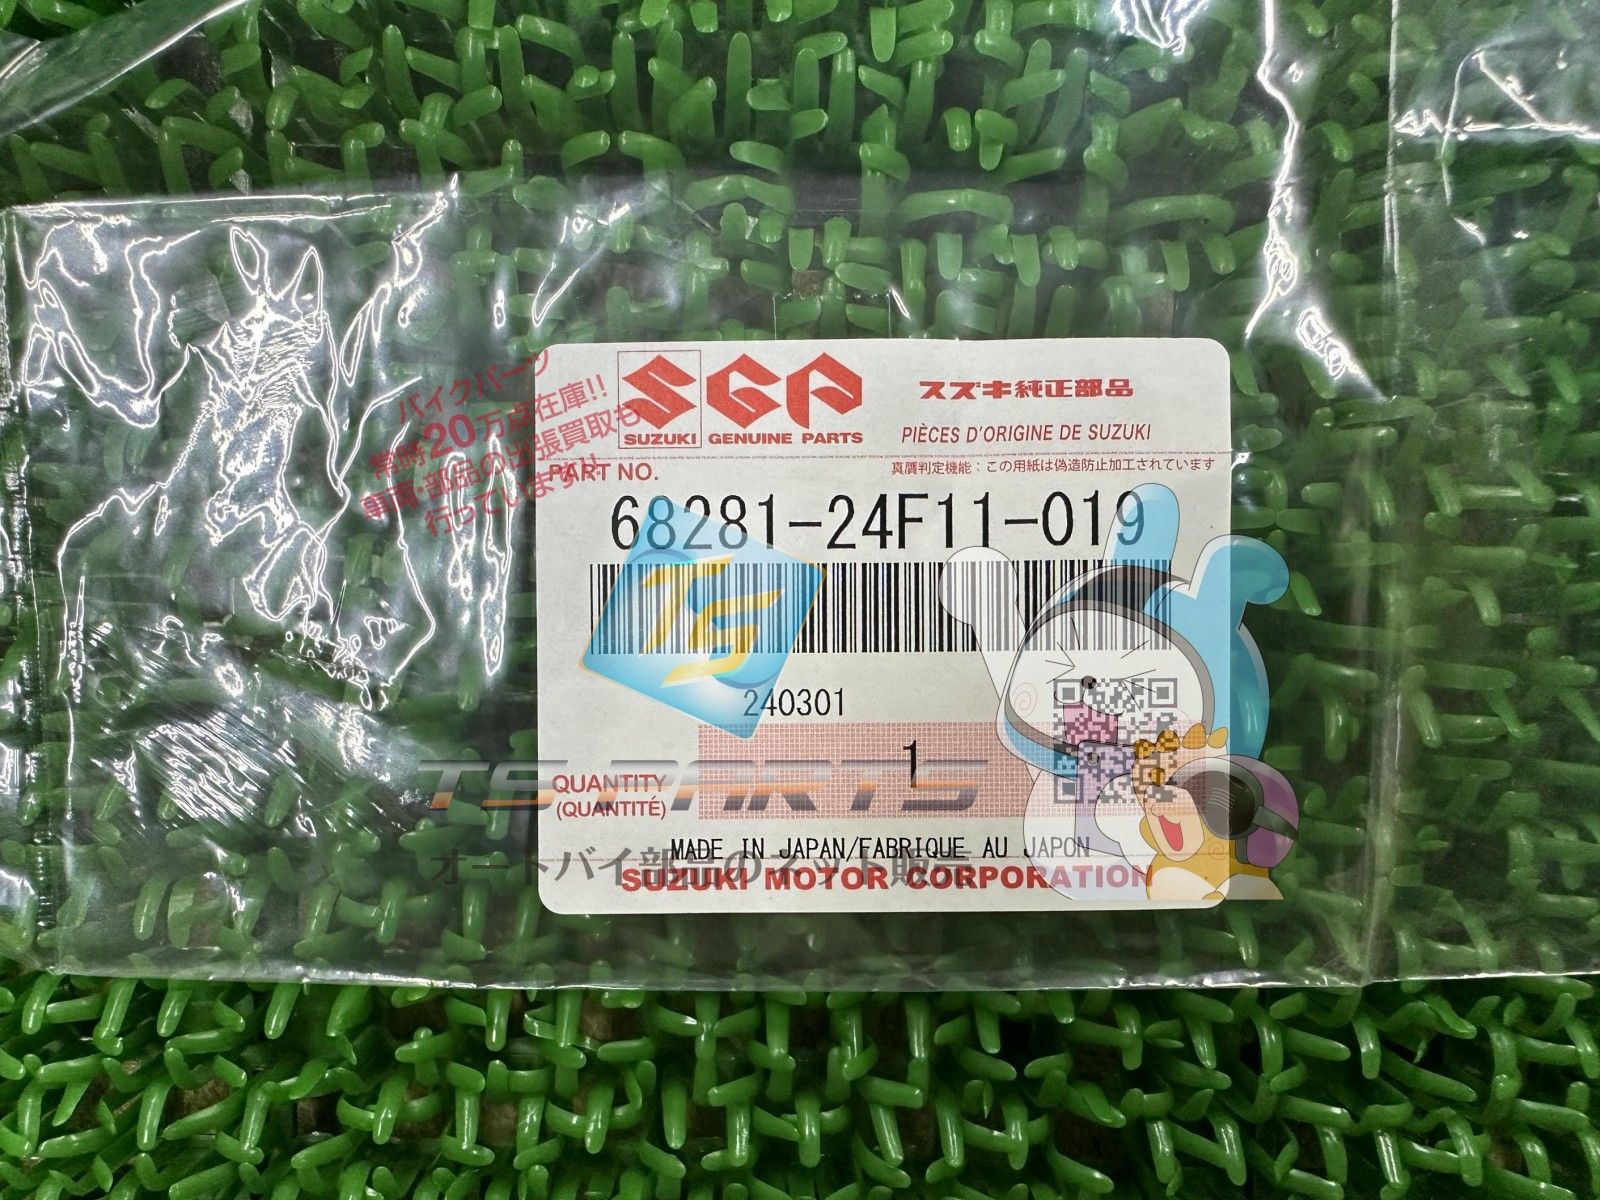 バイクパーツ
常時20万点在庫!!
車両・部品の出張買取も
行っています!!
SUZUKI
SGP
GENUINE PARTS
スズキ純正部品
PIÈCES D'ORIGINE DE SUZUKI
PART NO.
真贋判定機能：この用紙は偽造防止加工されています
68281-24F11-019
TS
240301
1
QUANTITY
(QUANTITÉ)
TS-PARTS
MADE IN JAPAN/FABRIQUE AU JAPON
オートバイ部品のネット販売
SUZUKI MOTOR CORPORATION